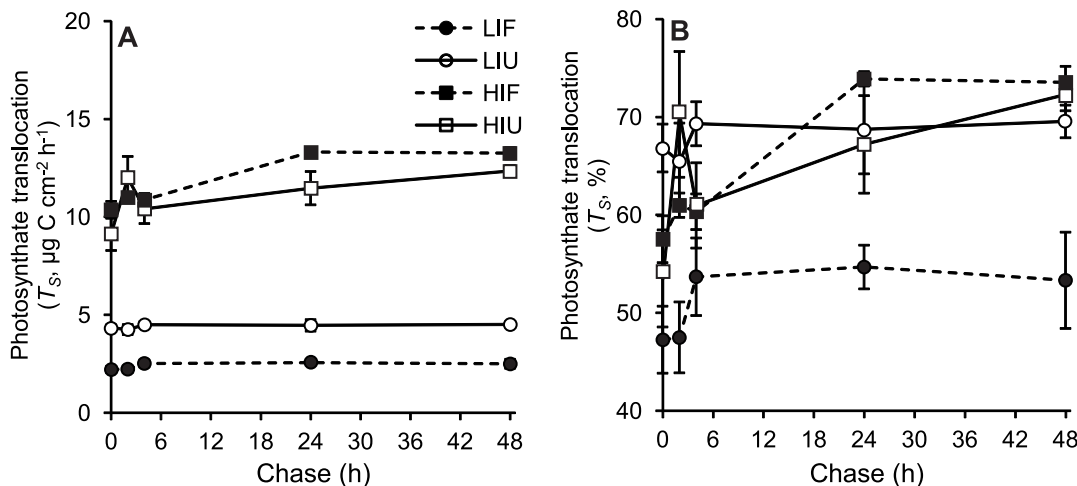 A
Photosynthate translocation
(T_S, µg C cm⁻² h⁻¹)
20
15
10
5
0
0 6 12 18 24 30 36 42 48
Chase (h)
LIF
LIU
HIF
HIU
B
Photosynthate translocation
(T_S, %)
80
70
60
50
40
0 6 12 18 24 30 36 42 48
Chase (h)